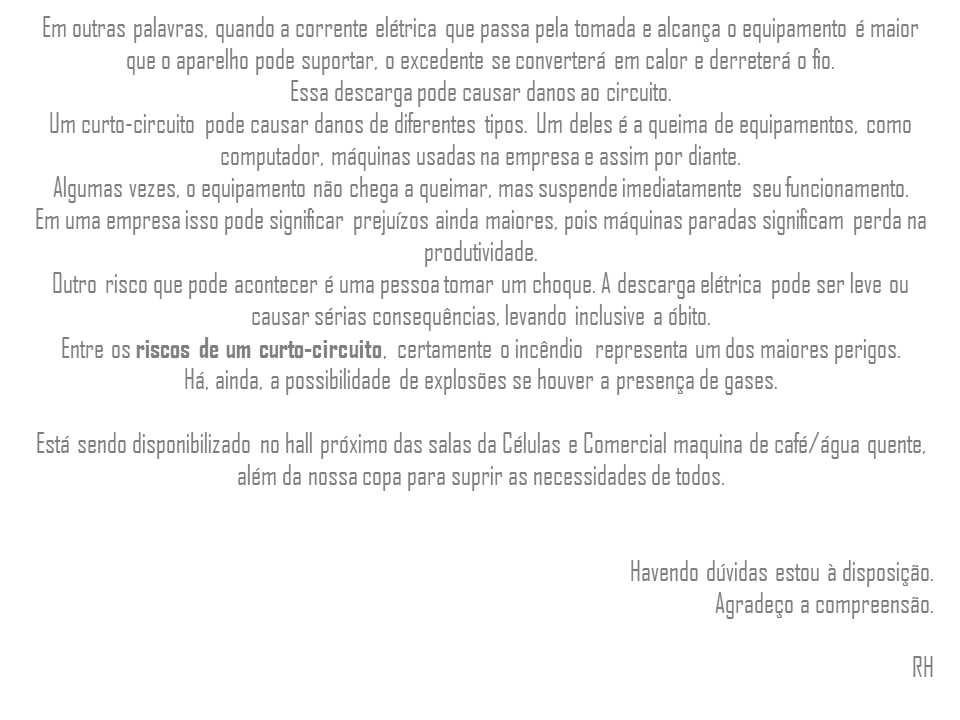 Em outras palavras, quando a corrente elétrica que passa pela tomada e alcança o equipamento é maior
que o aparelho pode suportar, o excedente se converterá em calor e derreterá o fio.
Essa descarga pode causar danos ao circuito.
Um curto-circuito pode causar danos de diferentes tipos. Um deles é a queima de equipamentos, como
computador, máquinas usadas na empresa e assim por diante.
Algumas vezes, o equipamento não chega a queimar, mas suspende imediatamente seu funcionamento.
Em uma empresa isso pode significar prejuízos ainda maiores, pois máquinas paradas significam perda na
produtividade.
Outro risco que pode acontecer é uma pessoa tomar um choque. A descarga elétrica pode ser leve ou
causar sérias consequências, levando inclusive a óbito.
Entre os riscos de um curto-circuito, certamente o incêndio representa um dos maiores perigos.
Há, ainda, a possibilidade de explosões se houver a presença de gases.
Está sendo disponibilizado no hall próximo das salas da Células e Comercial maquina de café/água quente,
além da nossa copa para suprir as necessidades de todos.
Havendo dúvidas estou à disposição.
Agradeço a compreensão.
RH